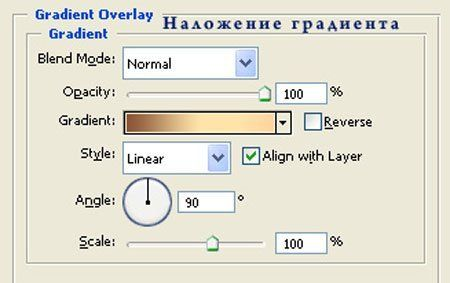 Gradient Overlay Наложение градиента
Gradient
Blend Mode: Normal
Opacity: 100 %
Gradient: Reverse
Style: Linear Align with Layer
Angle: 90 °
Scale: 100 %